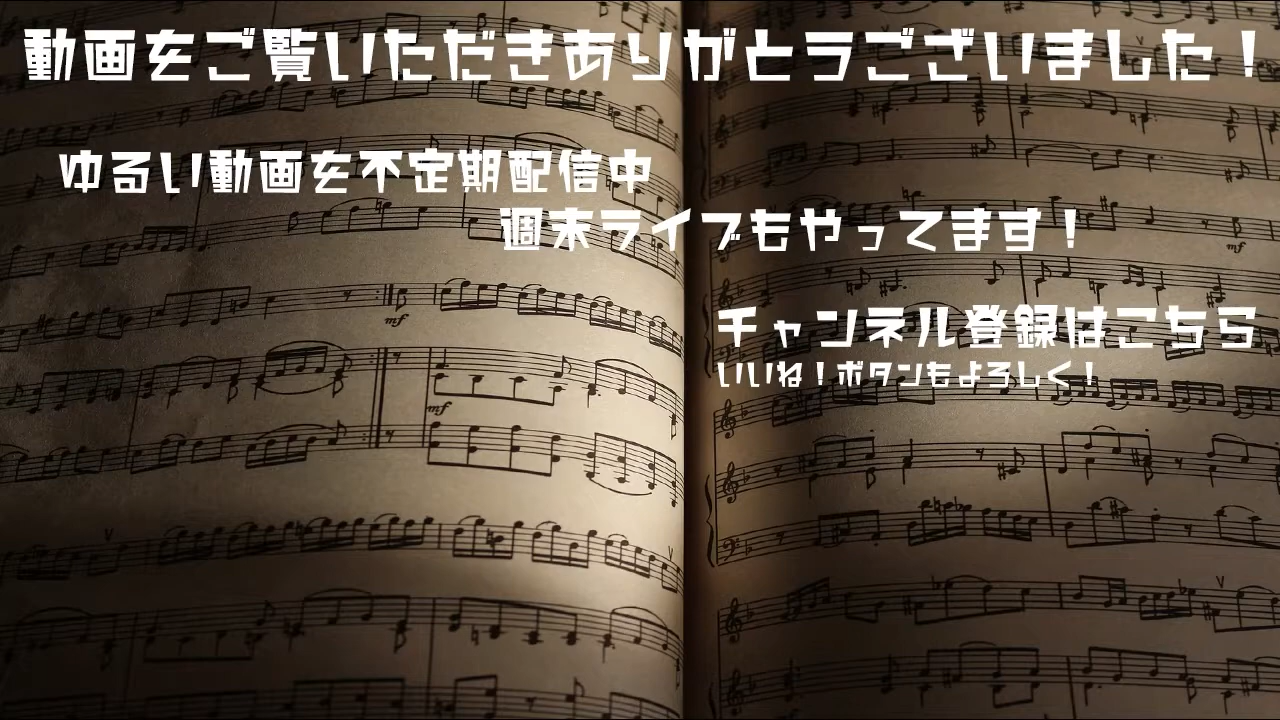 動画をご覧いただきありがとうございました！
ゆるい動画を不定期配信中
週末ライブもやってます！
チャンネル登録はこちら
いいね！ボタンもよろしく！
mf
mf
mf